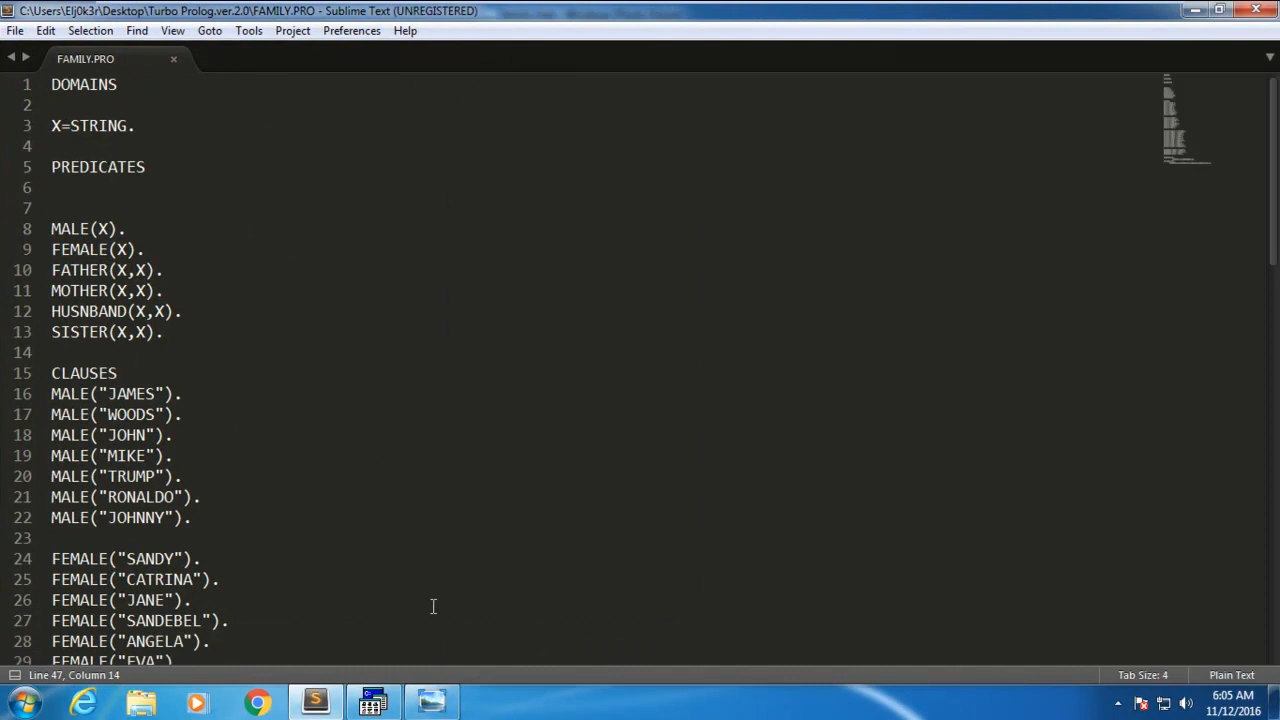 C:\Users\Elj0k3r\Desktop\Turbo Prolog.ver.2.0\FAMILY.PRO - Sublime Text (UNREGISTERED)
File Edit Selection Find View Goto Tools Project Preferences Help
FAMILY.PRO ×
1 DOMAINS
2
3 X=STRING.
4
5 PREDICATES
6
7
8 MALE(X).
9 FEMALE(X).
10 FATHER(X,X).
11 MOTHER(X,X).
12 HUSNBAND(X,X).
13 SISTER(X,X).
14
15 CLAUSES
16 MALE("JAMES").
17 MALE("WOODS").
18 MALE("JOHN").
19 MALE("MIKE").
20 MALE("TRUMP").
21 MALE("RONALDO").
22 MALE("JOHNNY").
23
24 FEMALE("SANDY").
25 FEMALE("CATRINA").
26 FEMALE("JANE").
27 FEMALE("SANDEBEL").
28 FEMALE("ANGELA").
29 FEMALE("EVA")
Line 47, Column 14 Tab Size: 4 Plain Text
6:05 AM
11/12/2016